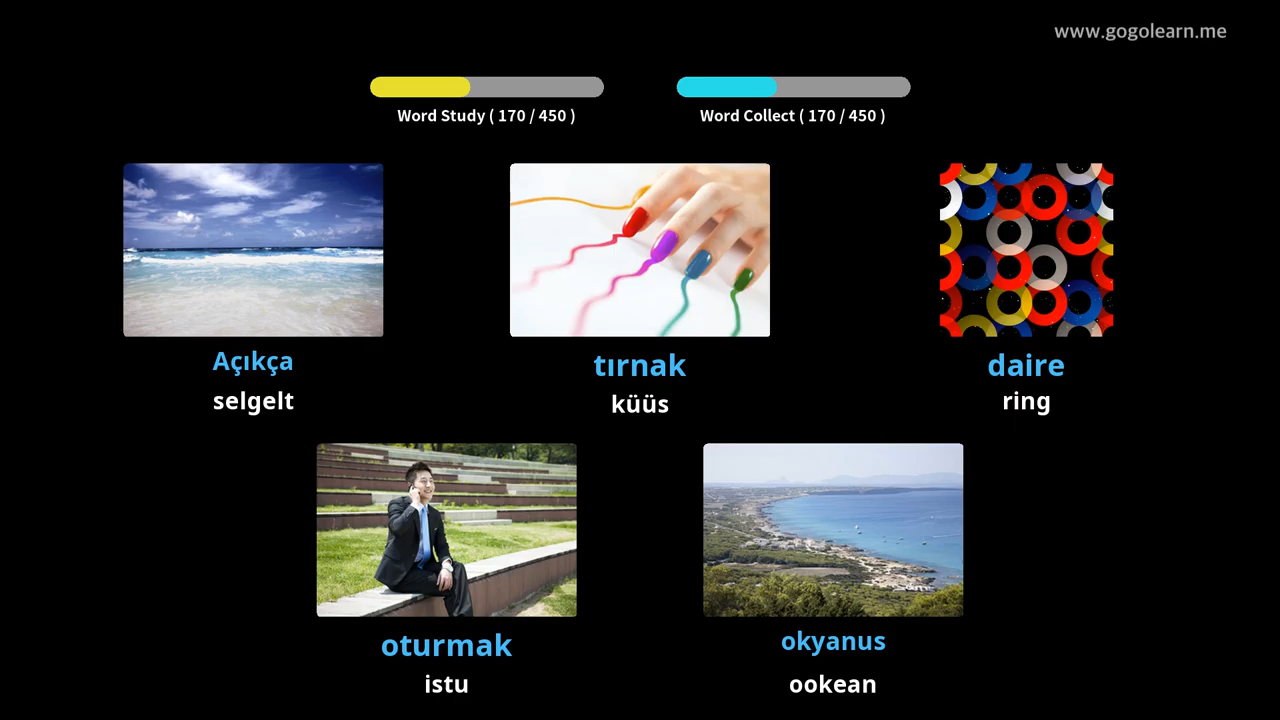 www.gogolearn.me
Word Study ( 170 / 450 )
Word Collect ( 170 / 450 )
Açıkça
selgelt
tırnak
küüs
daire
ring
oturmak
istu
okyanus
ookean